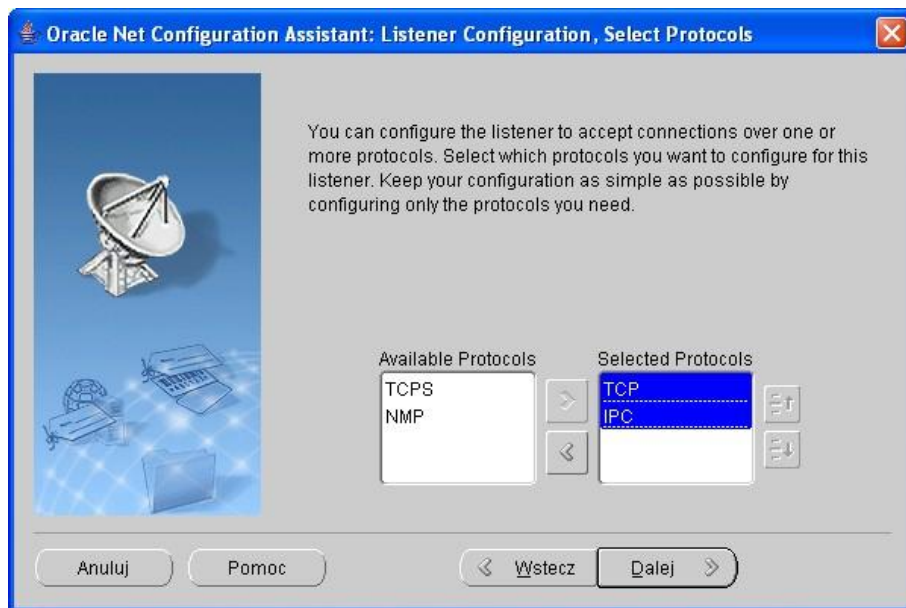 Oracle Net Configuration Assistant: Listener Configuration, Select Protocols
You can configure the listener to accept connections over one or
more protocols. Select which protocols you want to configure for this
listener. Keep your configuration as simple as possible by
configuring only the protocols you need.
Available Protocols
TCPS
NMP
Selected Protocols
TCP
IPC
Anuluj
Pomoc
Wstecz
Dalej